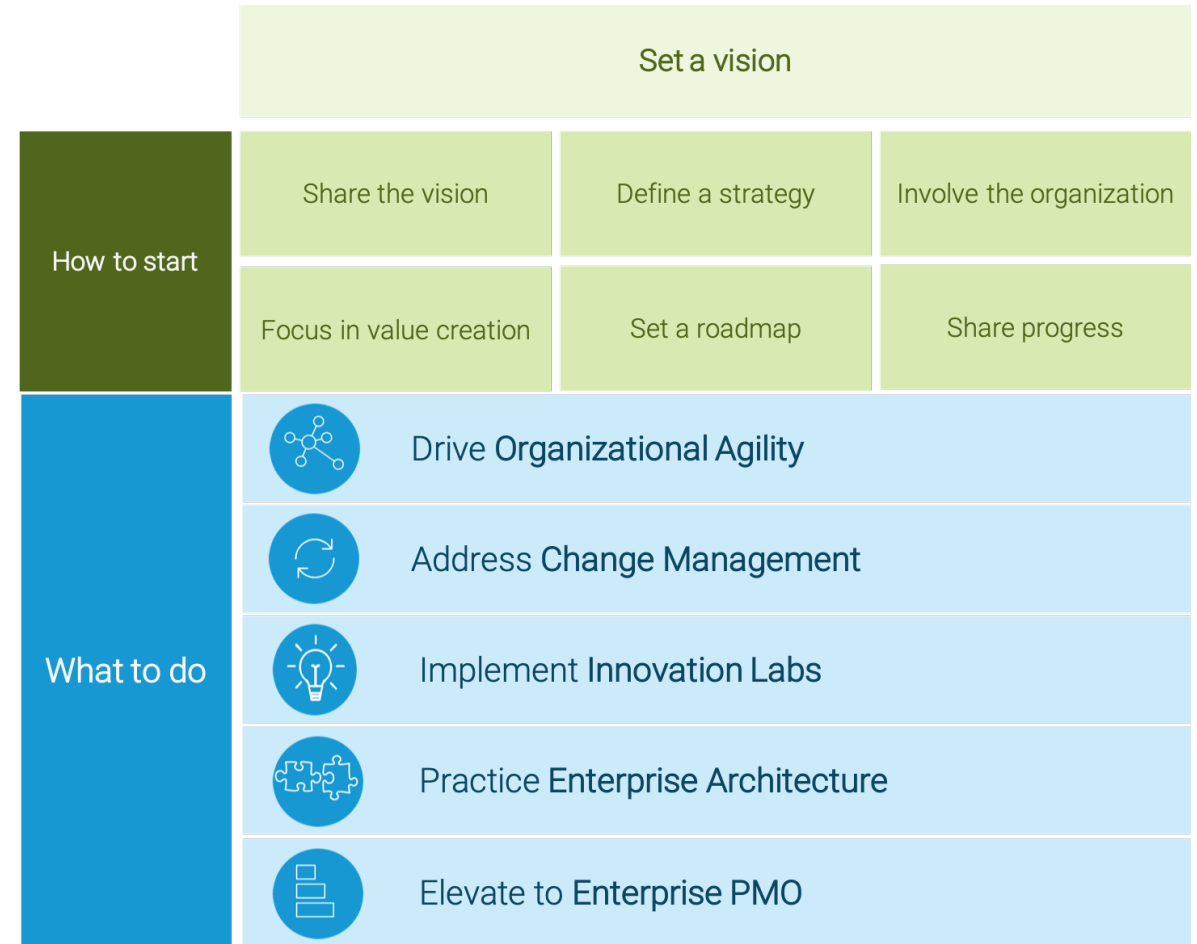 Set a vision
How to start
Share the vision
Define a strategy
Involve the organization
Focus in value creation
Set a roadmap
Share progress
What to do
Drive Organizational Agility
Address Change Management
Implement Innovation Labs
Practice Enterprise Architecture
Elevate to Enterprise PMO